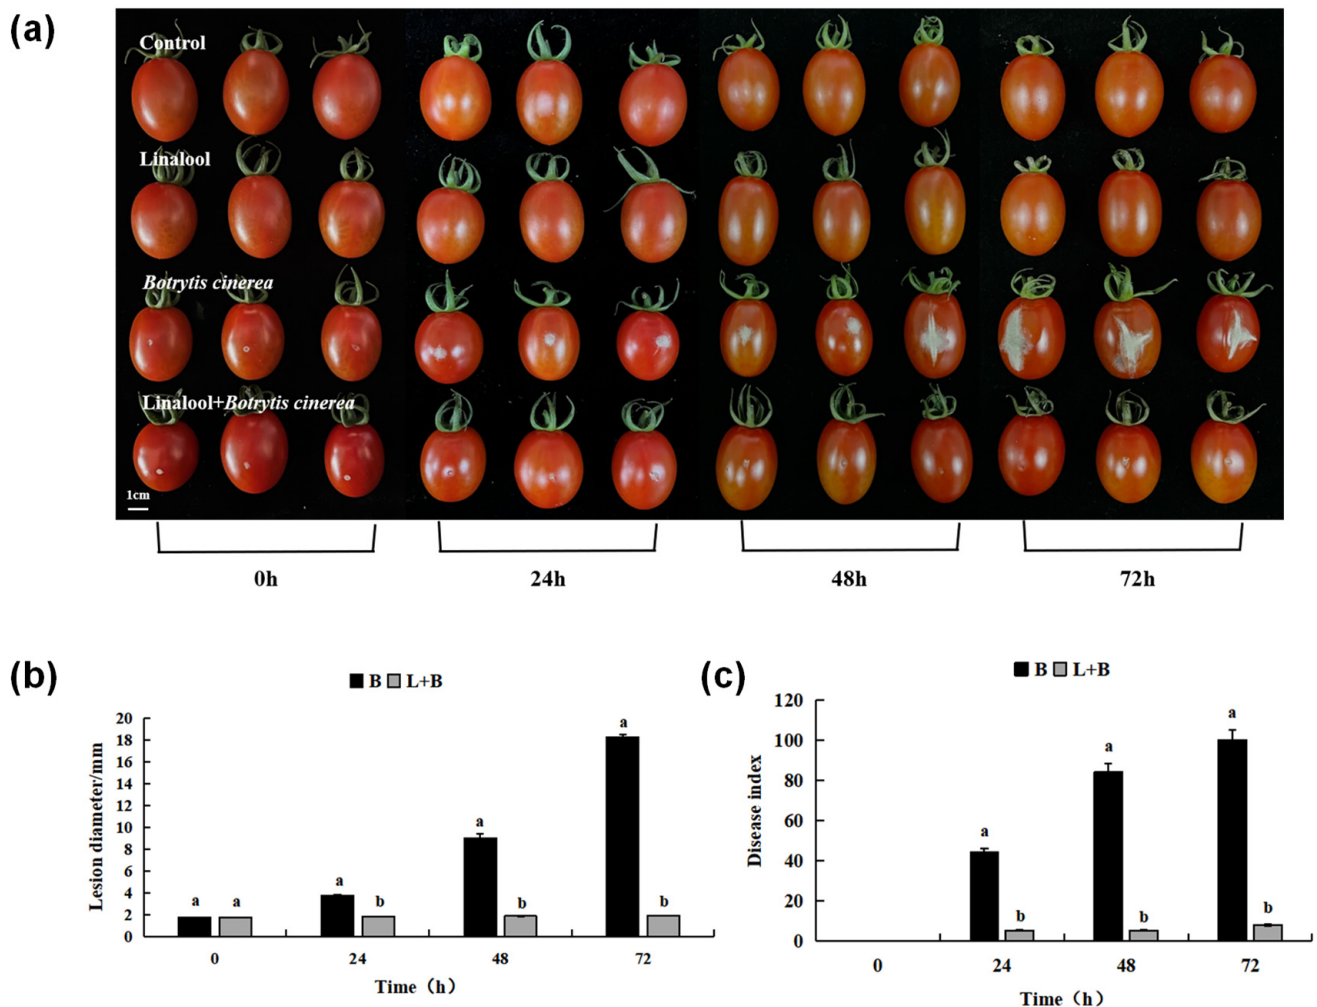 (a)
Control
Linalool
Botrytis cinerea
Linalool+Botrytis cinerea
1cm
0h 24h 48h 72h
(b)
B L+B
Lesion diameter/mm
20
18
16
14
12
10
8
6
4
2
0
a a a b a b a b
0 24 48 72
Time（h）
(c)
B L+B
Disease index
120
100
80
60
40
20
0
a b a b a b
0 24 48 72
Time（h）